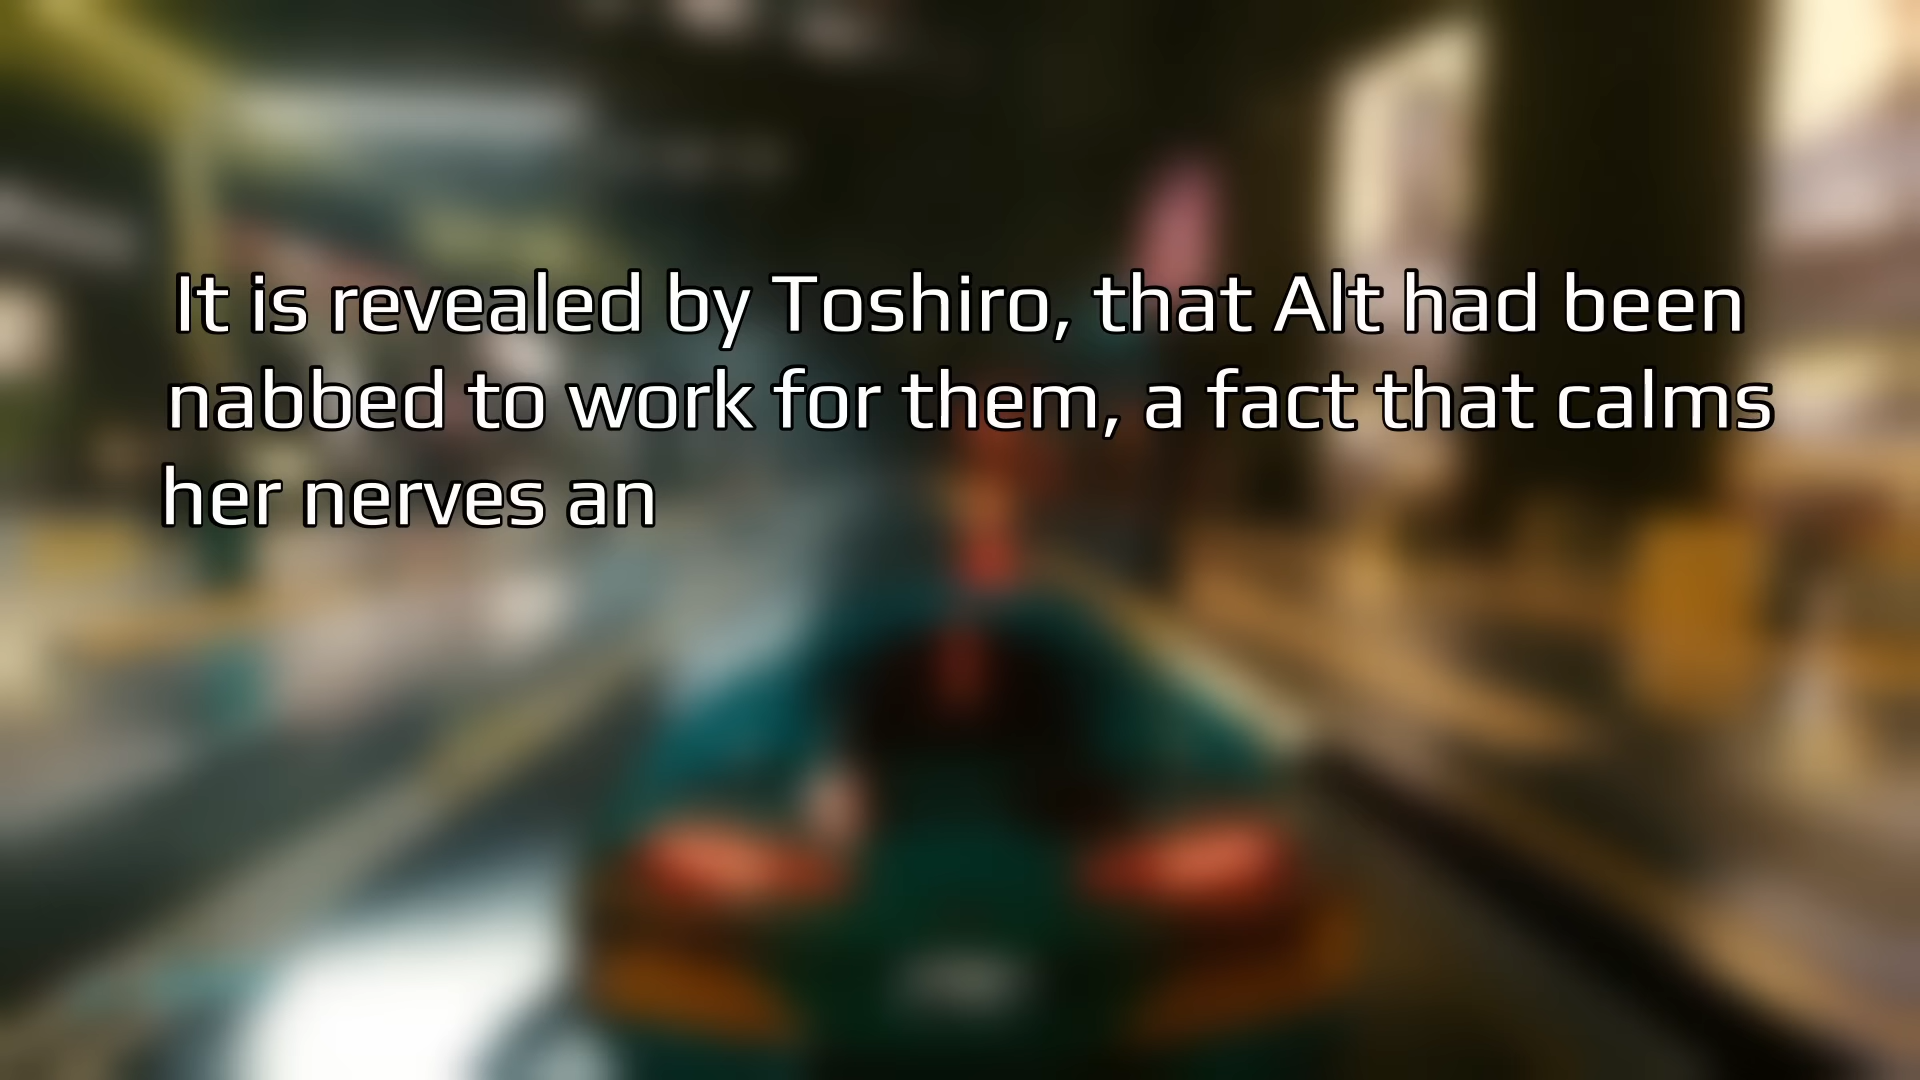 It is revealed by Toshiro, that Alt had been
nabbed to work for them, a fact that calms
her nerves an